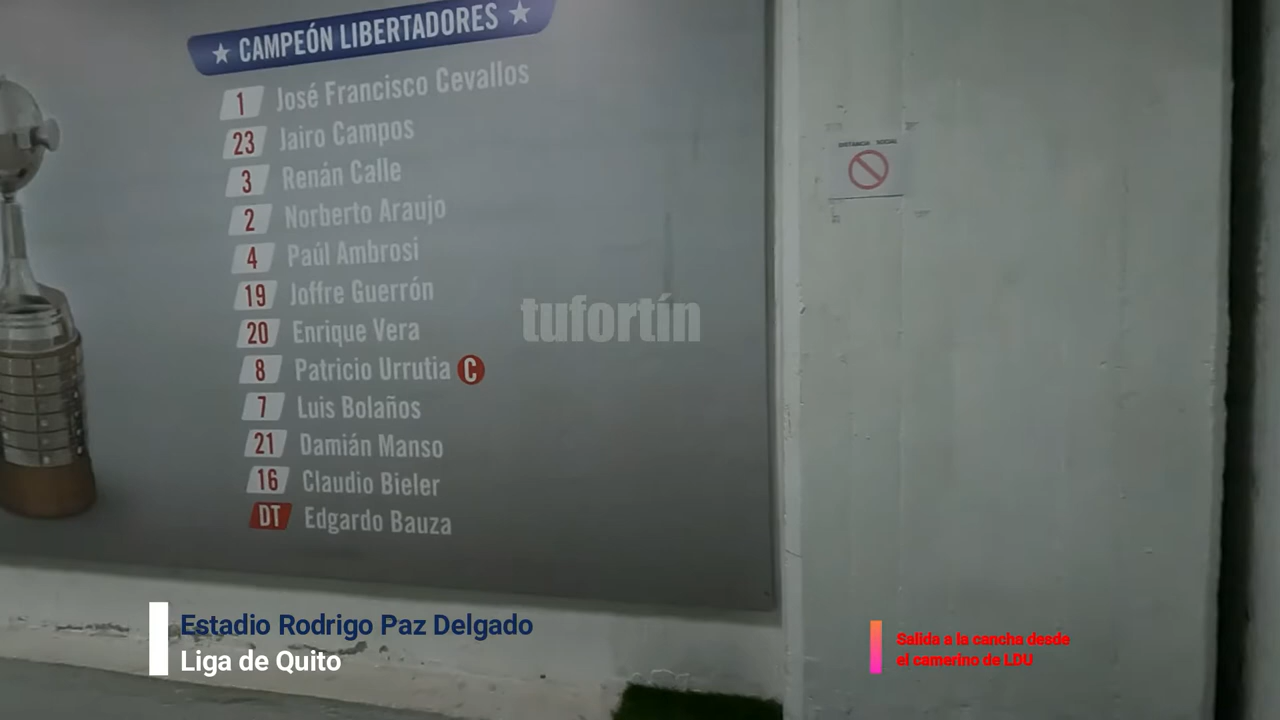 ★ CAMPEÓN LIBERTADORES ★
1 José Francisco Cevallos
23 Jairo Campos
3 Renán Calle
2 Norberto Araujo
4 Paúl Ambrosi
19 Joffre Guerrón
20 Enrique Vera
8 Patricio Urrutia C
7 Luis Bolaños
21 Damián Manso
16 Claudio Bieler
DT Edgardo Bauza
tufortín
DISTANCIA SOCIAL
Estadio Rodrigo Paz Delgado
Liga de Quito
Salida a la cancha desde
el camerino de LDU